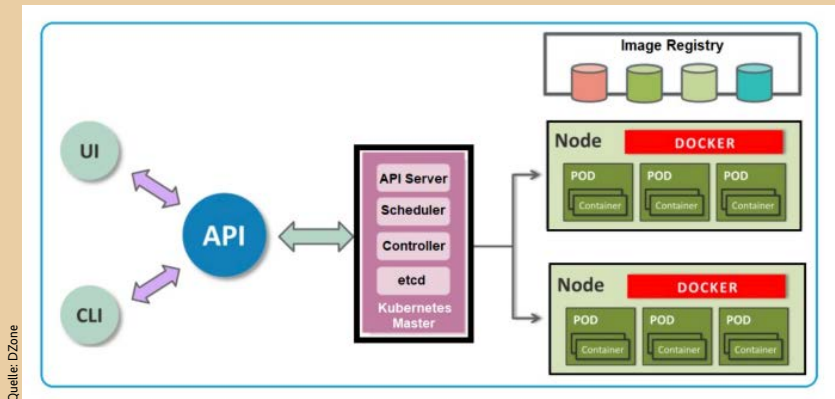 Image Registry
UI
API
CLI
API Server
Scheduler
Controller
etcd
Kubernetes
Master
Node
DOCKER
POD
POD
POD
Container
Container
Container
Node
DOCKER
POD
POD
POD
Container
Container
Container
Quelle: DZone